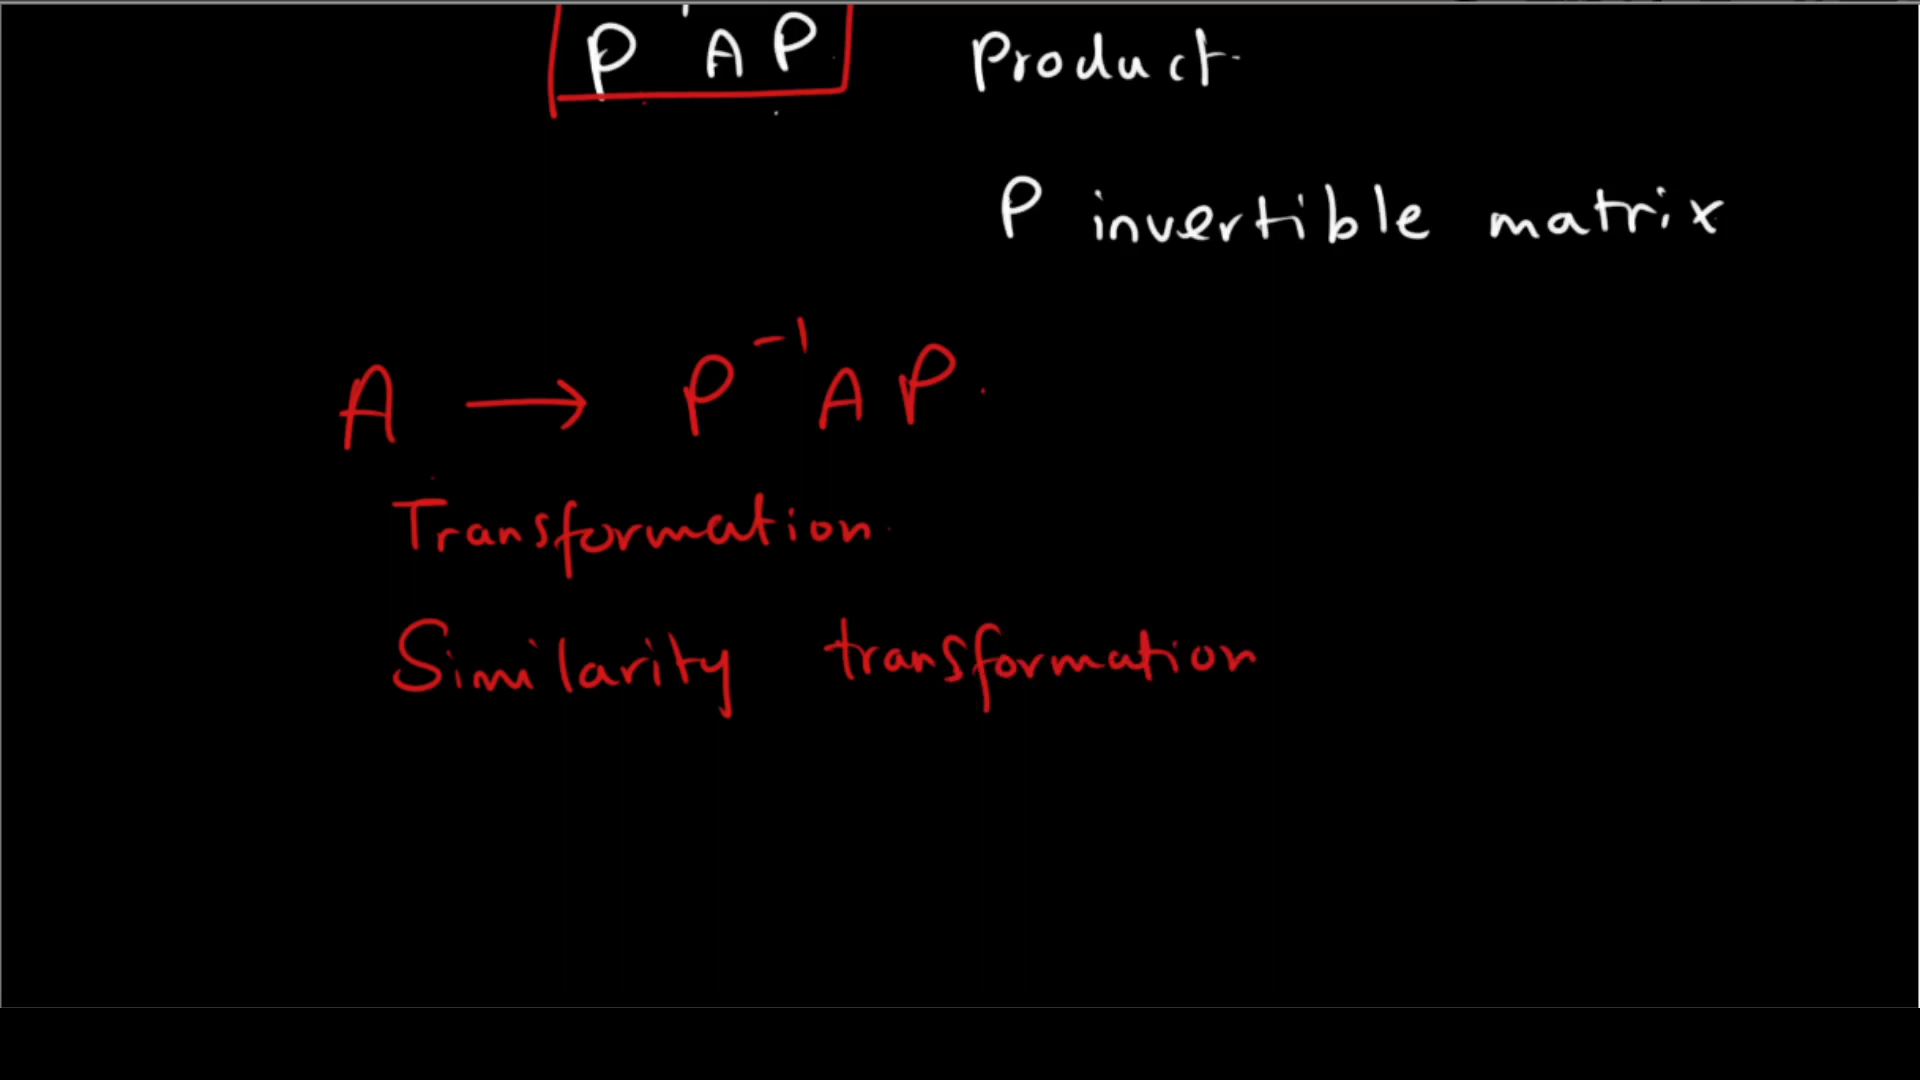 P⁻¹AP Product
P invertible matrix
A → P⁻¹AP.
Transformation
Similarity transformation